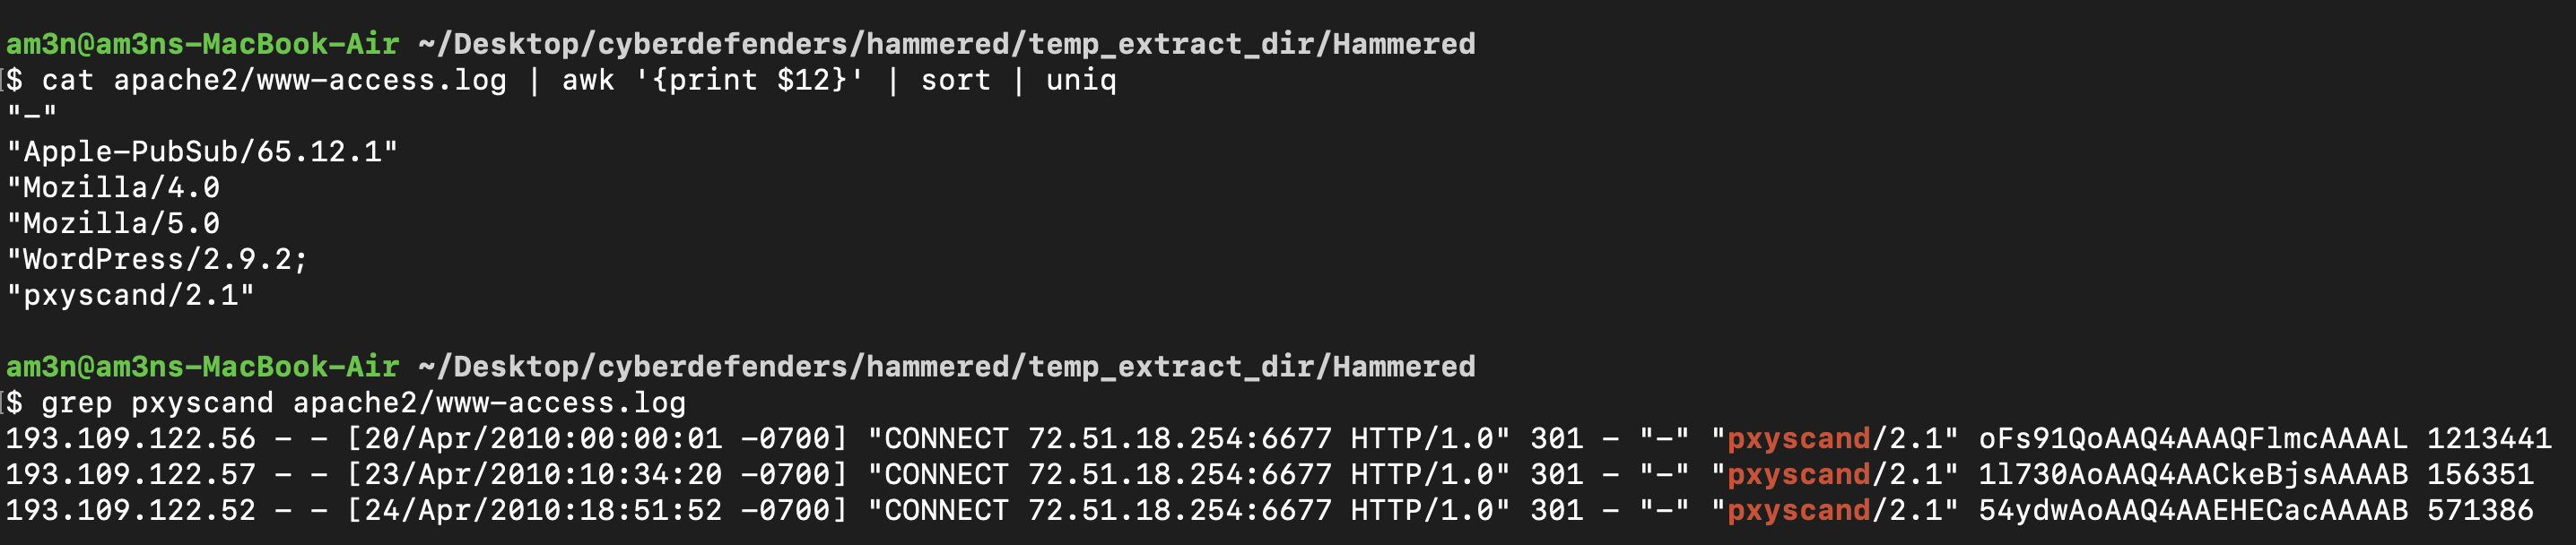 am3n@am3ns-MacBook-Air ~/Desktop/cyberdefenders/hammered/temp_extract_dir/Hammered
$ cat apache2/www-access.log | awk '{print $12}' | sort | uniq
"-"
"Apple-PubSub/65.12.1"
"Mozilla/4.0
"Mozilla/5.0
"WordPress/2.9.2;
"pxyscand/2.1"
am3n@am3ns-MacBook-Air ~/Desktop/cyberdefenders/hammered/temp_extract_dir/Hammered
$ grep pxyscand apache2/www-access.log
193.109.122.56 - - [20/Apr/2010:00:00:01 -0700] "CONNECT 72.51.18.254:6677 HTTP/1.0" 301 - "-" "pxyscand/2.1" oFs91QoAAQ4AAAQFlmcAAAAL 1213441
193.109.122.57 - - [23/Apr/2010:10:34:20 -0700] "CONNECT 72.51.18.254:6677 HTTP/1.0" 301 - "-" "pxyscand/2.1" 1l730AoAAQ4AACkeBjsAAAAB 156351
193.109.122.52 - - [24/Apr/2010:18:51:52 -0700] "CONNECT 72.51.18.254:6677 HTTP/1.0" 301 - "-" "pxyscand/2.1" 54ydwAoAAQ4AAEHECacAAAAB 571386